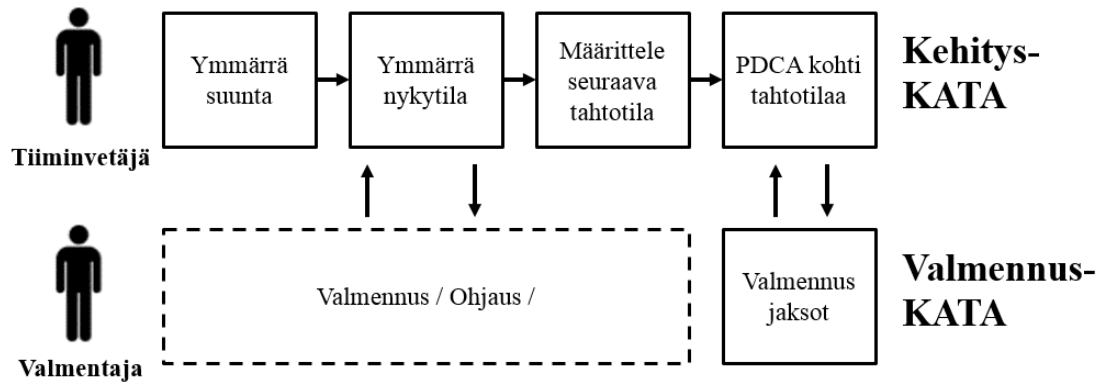 Ymmärrä
suunta
Ymmärrä
nykytila
Määrittele
seuraava
tahtotila
PDCA kohti
tahtotilaa
Kehitys-
KATA
Tiiminvetäjä
Valmennus / Ohjaus /
Valmennus
jaksot
Valmennus-
KATA
Valmentaja